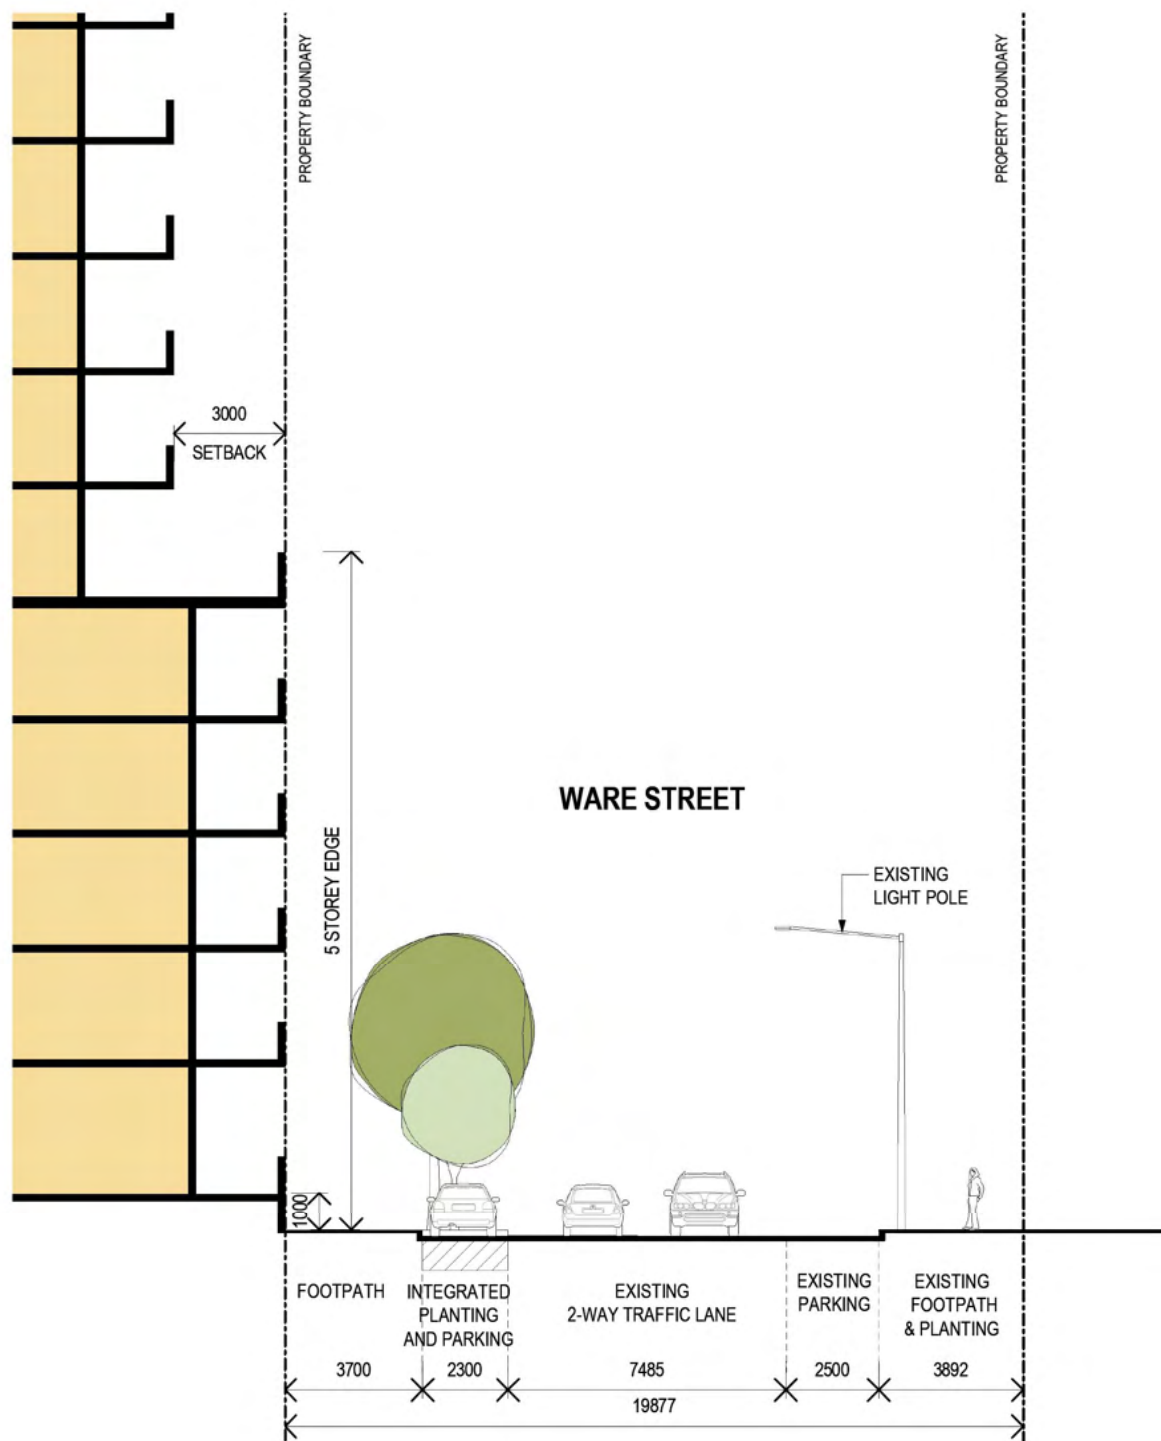 PROPERTY BOUNDARY
PROPERTY BOUNDARY
3000
SETBACK
5 STOREY EDGE
WARE STREET
EXISTING
LIGHT POLE
1000
FOOTPATH
INTEGRATED
PLANTING
AND PARKING
EXISTING
2-WAY TRAFFIC LANE
EXISTING
PARKING
EXISTING
FOOTPATH
& PLANTING
3700
2300
7485
2500
3892
19877